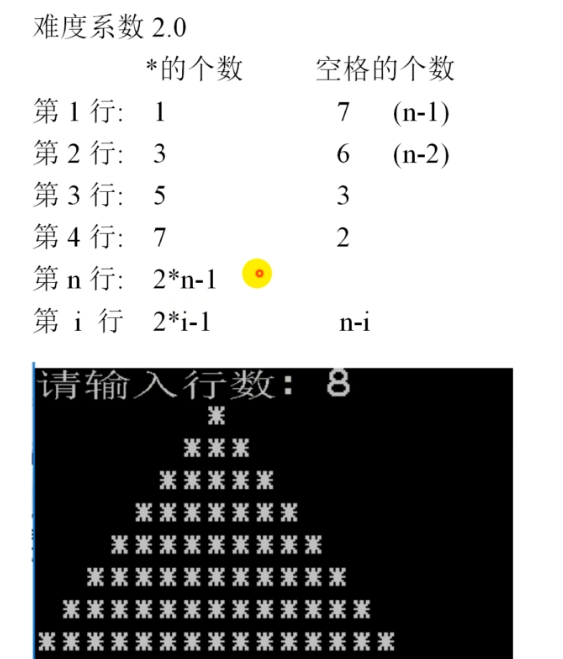 难度系数 2.0
*的个数 空格的个数
第 1 行: 1 7 (n-1)
第 2 行: 3 6 (n-2)
第 3 行: 5 3
第 4 行: 7 2
第 n 行: 2*n-1
第 i 行 2*i-1 n-i
请输入行数: 8
*
***
*****
*******
*********
***********
*************
***************